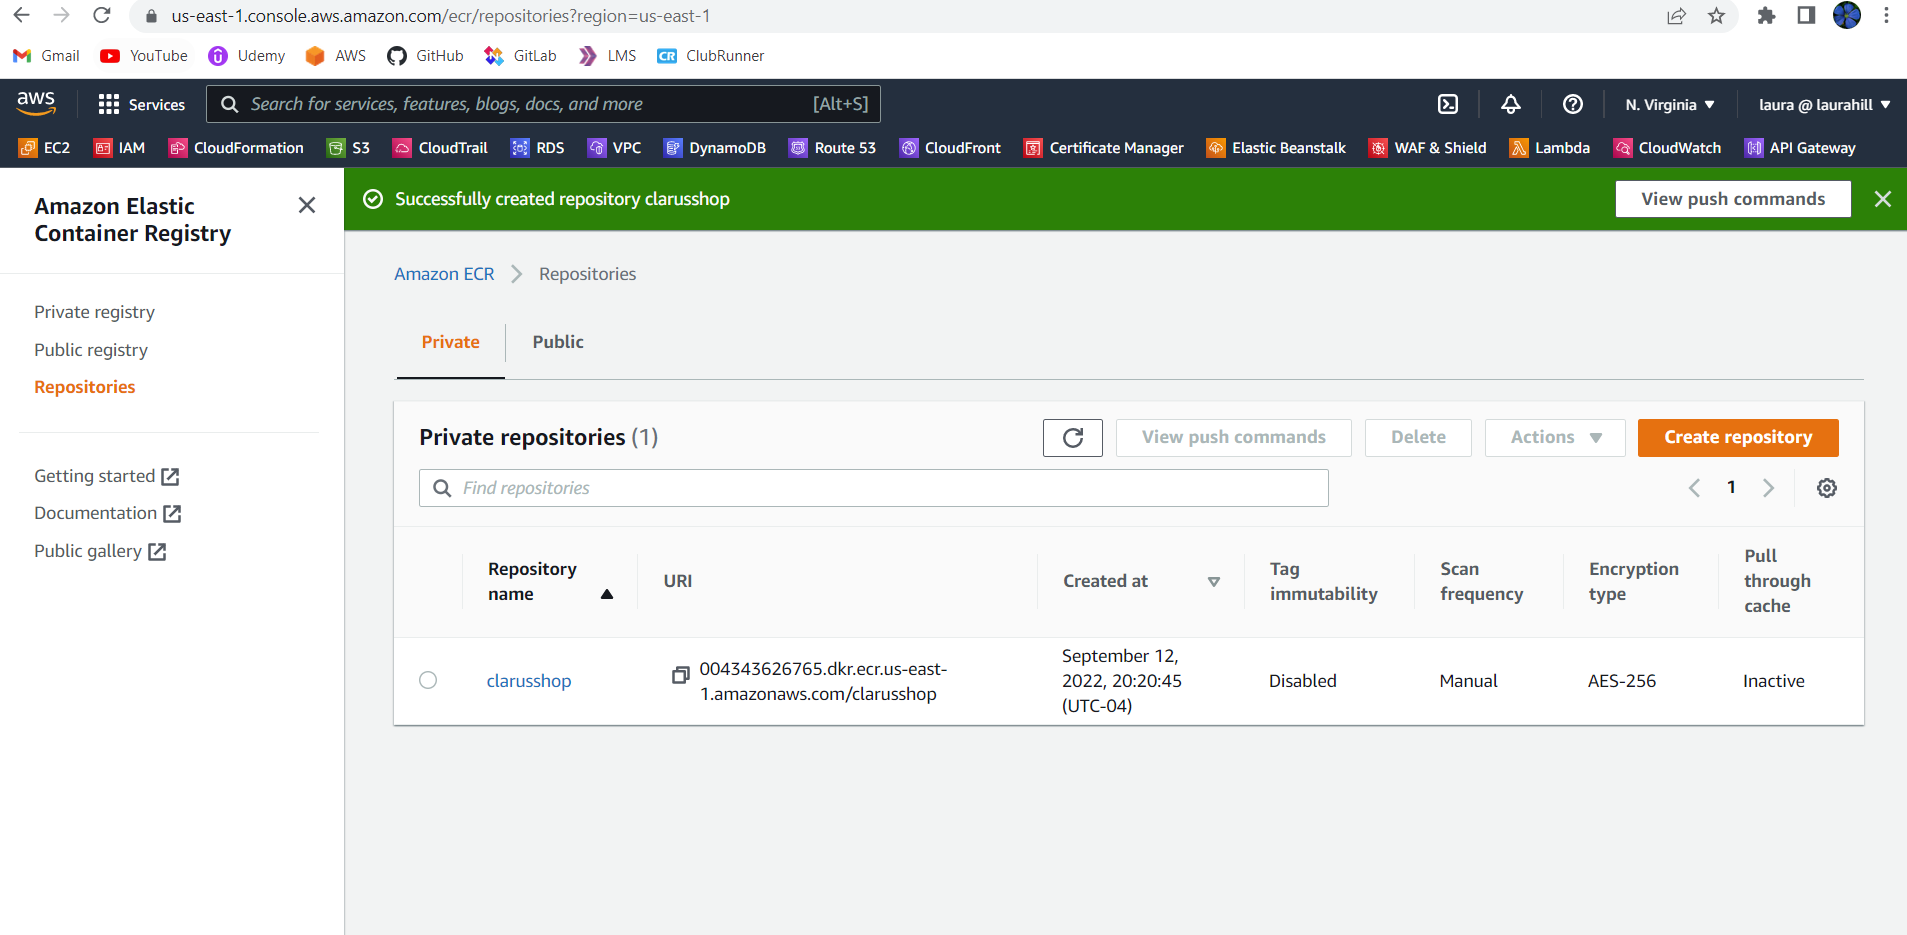 us-east-1.console.aws.amazon.com/ecr/repositories?region=us-east-1
Gmail YouTube Udemy AWS GitHub GitLab LMS CR ClubRunner
aws Services Search for services, features, blogs, docs, and more [Alt+S] N. Virginia laura @ laurahill
EC2 IAM CloudFormation S3 CloudTrail RDS VPC DynamoDB Route 53 CloudFront Certificate Manager Elastic Beanstalk WAF & Shield Lambda CloudWatch API Gateway
Amazon Elastic
Container Registry
Private registry
Public registry
Repositories
Getting started
Documentation
Public gallery
Successfully created repository clarusshop View push commands
Amazon ECR Repositories
Private Public
Private repositories (1) View push commands Delete Actions Create repository
Find repositories 1
Repository
name
URI
Created at
Tag
immutability
Scan
frequency
Encryption
type
Pull
through
cache
clarusshop
004343626765.dkr.ecr.us-east-
1.amazonaws.com/clarusshop
September 12,
2022, 20:20:45
(UTC-04)
Disabled
Manual
AES-256
Inactive